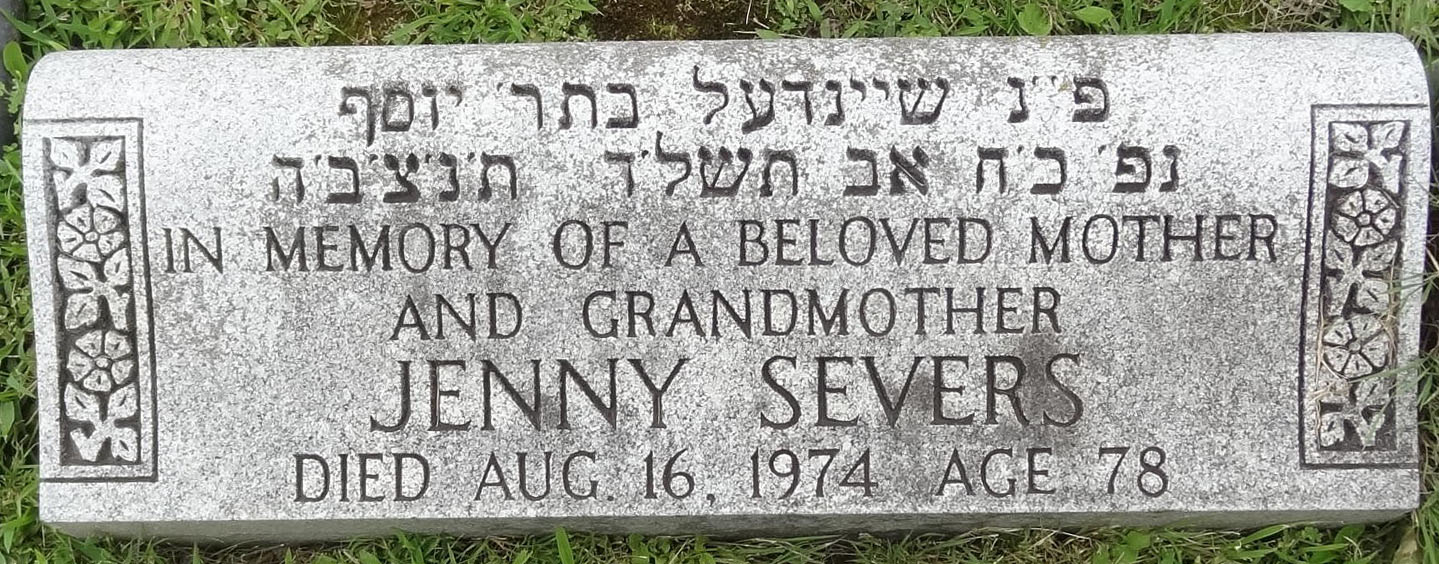 פ״נ שיינדעל בתר׳ יוסף
נפ׳ כ׳ח אב תשל׳ד ת׳נ׳צ׳ב׳ה
IN MEMORY OF A BELOVED MOTHER
AND GRANDMOTHER
JENNY SEVERS
DIED AUG. 16, 1974 AGE 78